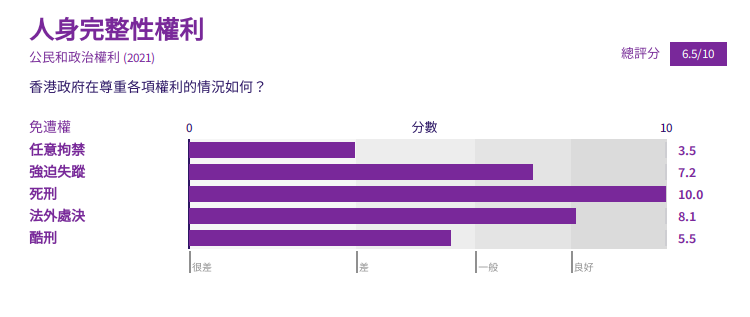 人身完整性權利
公民和政治權利 (2021)
總評分 6.5/10
香港政府在尊重各項權利的情況如何？
免遭權 0 分數 10
任意拘禁 3.5
強迫失蹤 7.2
死刑 10.0
法外處決 8.1
酷刑 5.5
很差 差 一般 良好